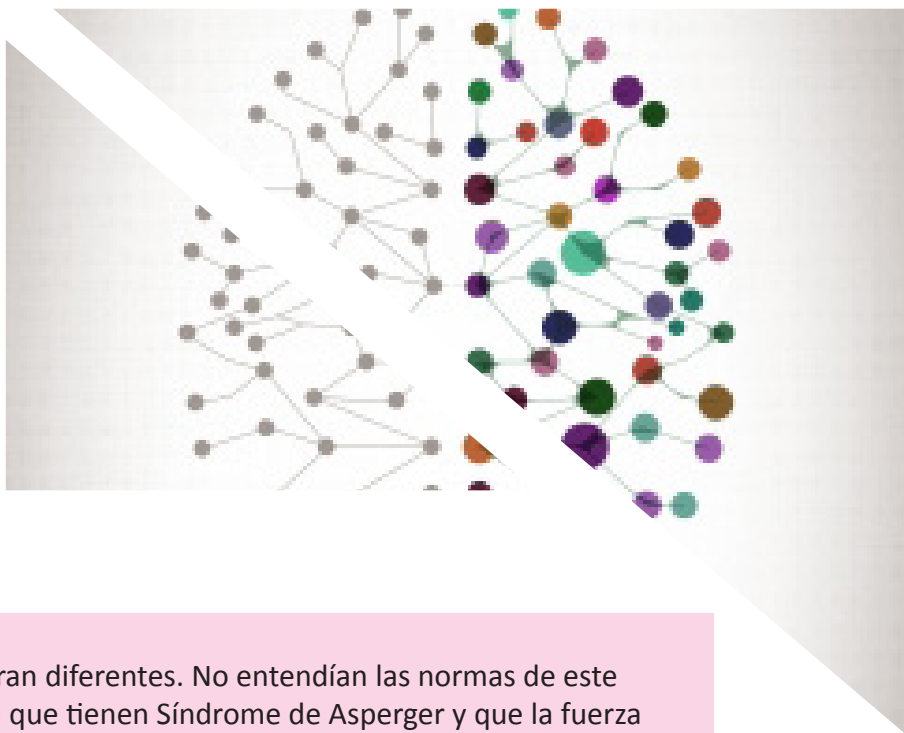 ran diferentes. No entendían las normas de este
que tienen Síndrome de Asperger y que la fuerza